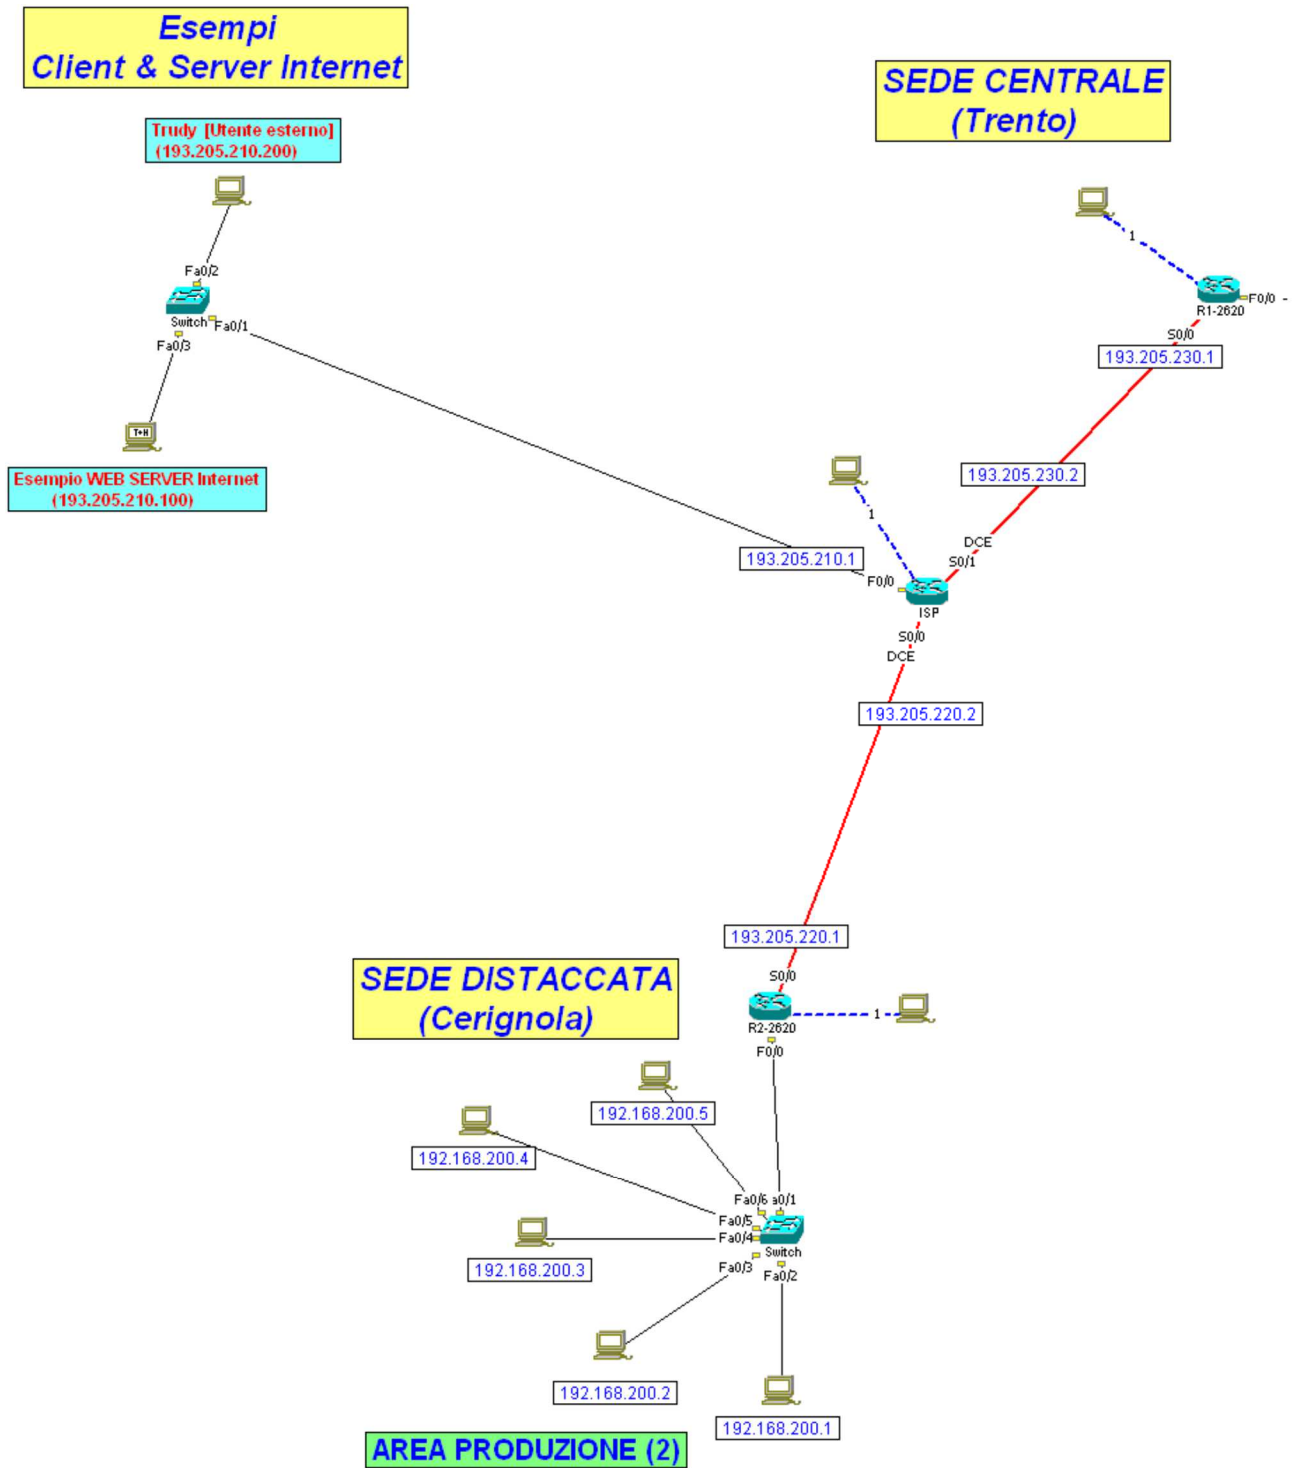 Esempi
Client & Server Internet
SEDE CENTRALE
(Trento)
Trudy [Utente esterno]
(193.205.210.200)
1
Fa0/2
F0/0 -
R1-2620
Switch
Fa0/1
S0/0
Fa0/3
193.205.230.1
T+H
Esempio WEB SERVER Internet
(193.205.210.100)
193.205.230.2
1
DCE
193.205.210.1
S0/1
F0/0
ISP
S0/0
DCE
193.205.220.2
193.205.220.1
SEDE DISTACCATA
(Cerignola)
S0/0
1
R2-2620
F0/0
192.168.200.5
192.168.200.4
Fa0/6
a0/1
Fa0/5
Fa0/4
Switch
192.168.200.3
Fa0/3
Fa0/2
192.168.200.2
192.168.200.1
AREA PRODUZIONE (2)